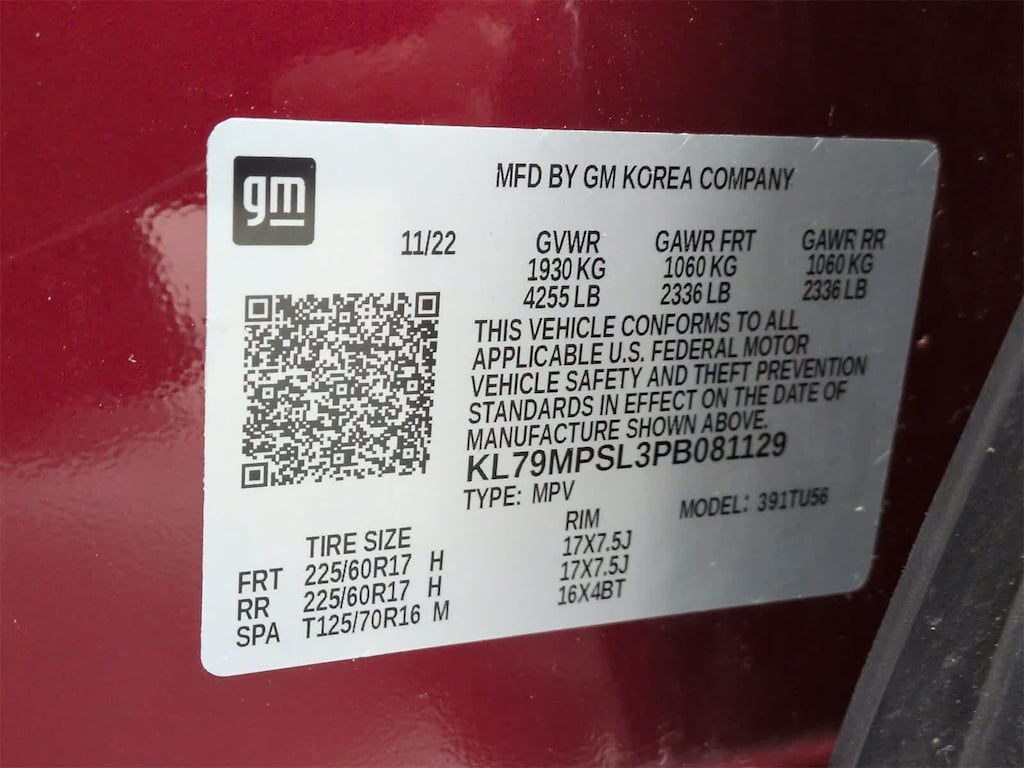 gm
MFD BY GM KOREA COMPANY
11/22 GVWR GAWR FRT GAWR RR
1930 KG 1060 KG 1060 KG
4255 LB 2336 LB 2336 LB
THIS VEHICLE CONFORMS TO ALL
APPLICABLE U.S. FEDERAL MOTOR
VEHICLE SAFETY AND THEFT PREVENTION
STANDARDS IN EFFECT ON THE DATE OF
MANUFACTURE SHOWN ABOVE.
KL79MPSL3PB081129
TYPE: MPV MODEL: 391TU56
TIRE SIZE RIM
FRT 225/60R17 H 17X7.5J
RR 225/60R17 H 17X7.5J
SPA T125/70R16 M 16X4BT